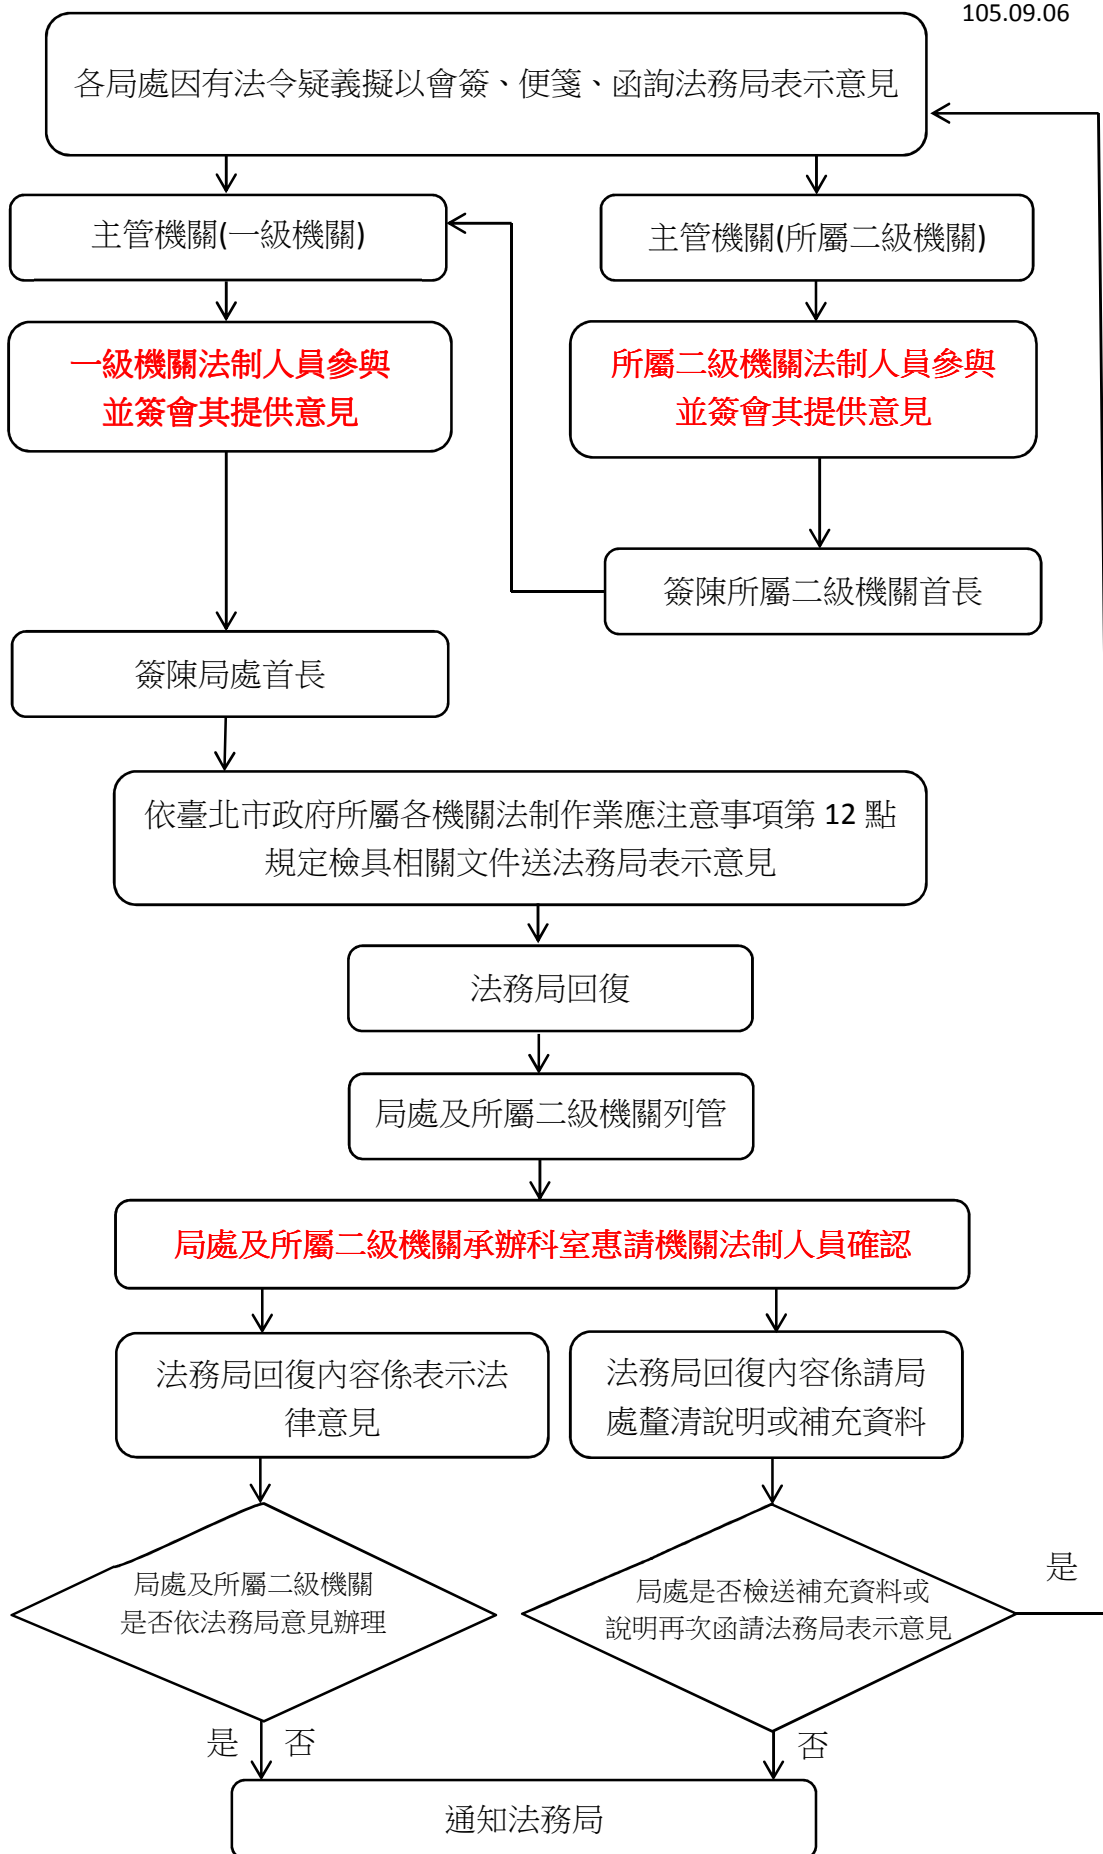 105.09.06
各局處因有法令疑義擬以會簽、便箋、函詢法務局表示意見
主管機關(一級機關)
主管機關(所屬二級機關)
一級機關法制人員參與
並簽會其提供意見
所屬二級機關法制人員參與
並簽會其提供意見
簽陳所屬二級機關首長
簽陳局處首長
依臺北市政府所屬各機關法制作業應注意事項第 12 點
規定檢具相關文件送法務局表示意見
法務局回復
局處及所屬二級機關列管
局處及所屬二級機關承辦科室惠請機關法制人員確認
法務局回復內容係表示法
律意見
法務局回復內容係請局
處釐清說明或補充資料
局處及所屬二級機關
是否依法務局意見辦理
局處是否檢送補充資料或
說明再次函請法務局表示意見
是
是
否
否
通知法務局